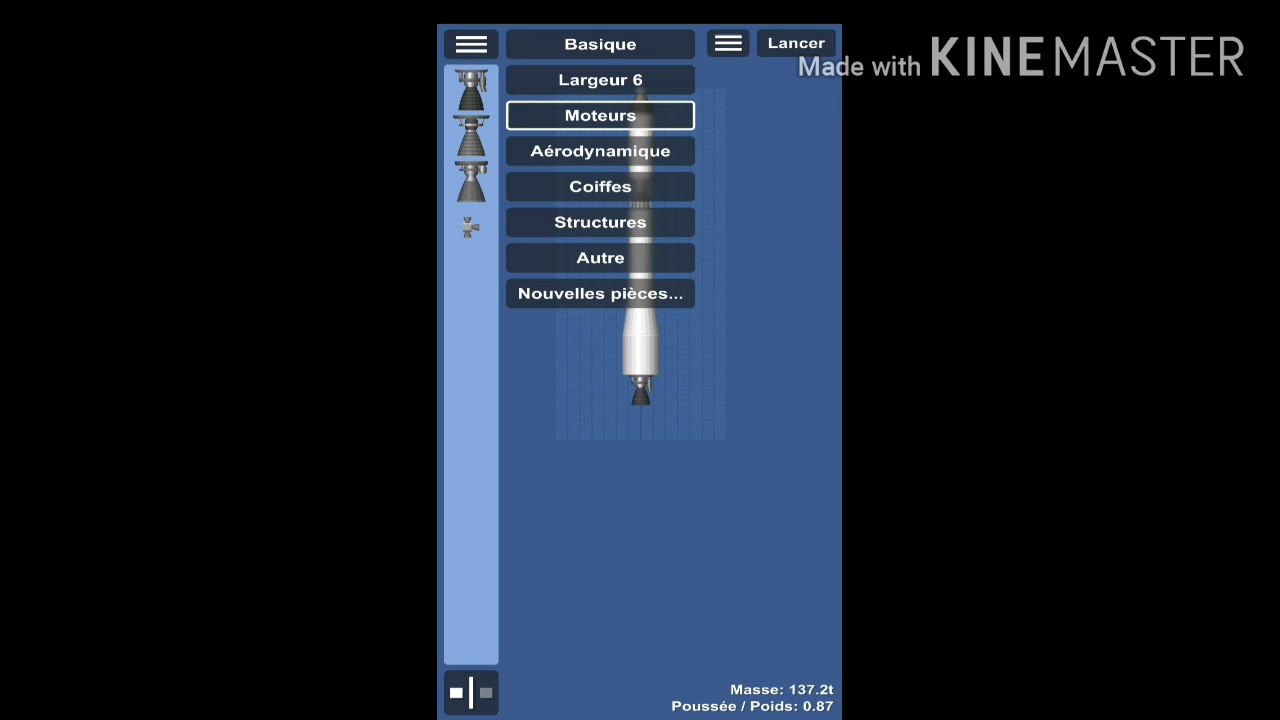 Basique
Lancer
Made with KINEMASTER
Largeur 6
Moteurs
Aérodynamique
Coiffes
Structures
Autre
Nouvelles pièces...
Masse: 137.2t
Poussée / Poids: 0.87